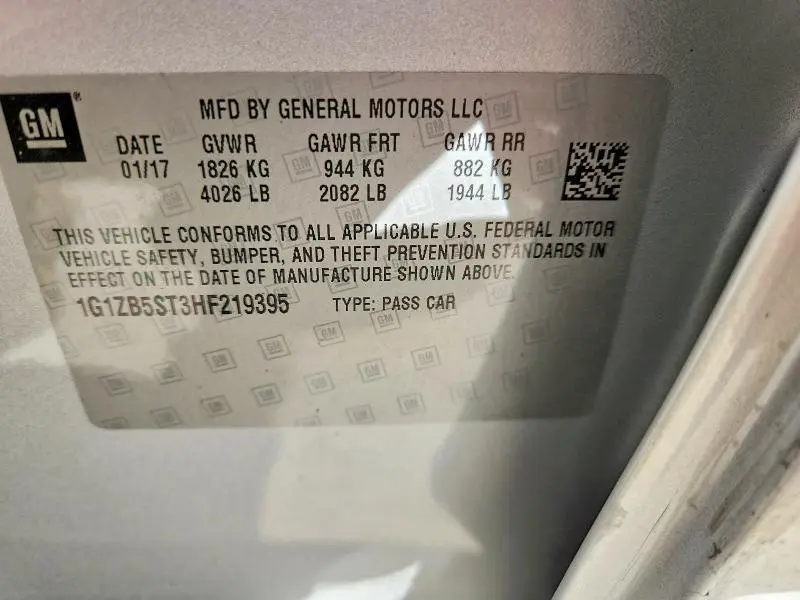 GM®
MFD BY GENERAL MOTORS LLC
DATE GVWR GAWR FRT GAWR RR
01/17 1826 KG 944 KG 882 KG
4026 LB 2082 LB 1944 LB
THIS VEHICLE CONFORMS TO ALL APPLICABLE U.S. FEDERAL MOTOR
VEHICLE SAFETY, BUMPER, AND THEFT PREVENTION STANDARDS IN
EFFECT ON THE DATE OF MANUFACTURE SHOWN ABOVE.
1G1ZB5ST3HF219395 TYPE: PASS CAR